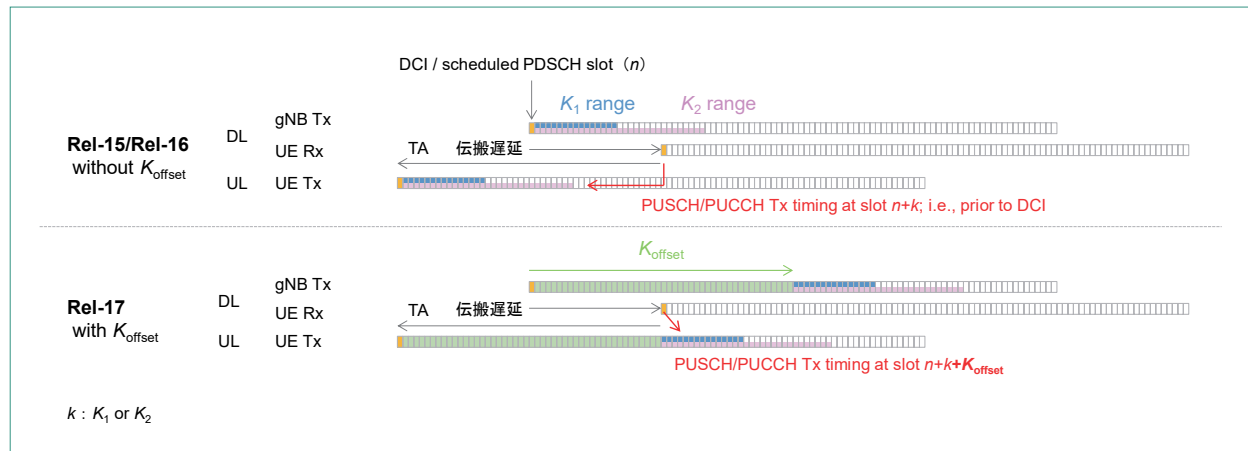 DCI / scheduled PDSCH slot（n）
K1 range
K2 range
Rel-15/Rel-16
without Koffset
DL
gNB Tx
UE Rx
TA
伝搬遅延
UL
UE Tx
PUSCH/PUCCH Tx timing at slot n+k; i.e., prior to DCI
Koffset
Rel-17
with Koffset
DL
gNB Tx
UE Rx
TA
伝搬遅延
UL
UE Tx
PUSCH/PUCCH Tx timing at slot n+k+Koffset
k : K1 or K2